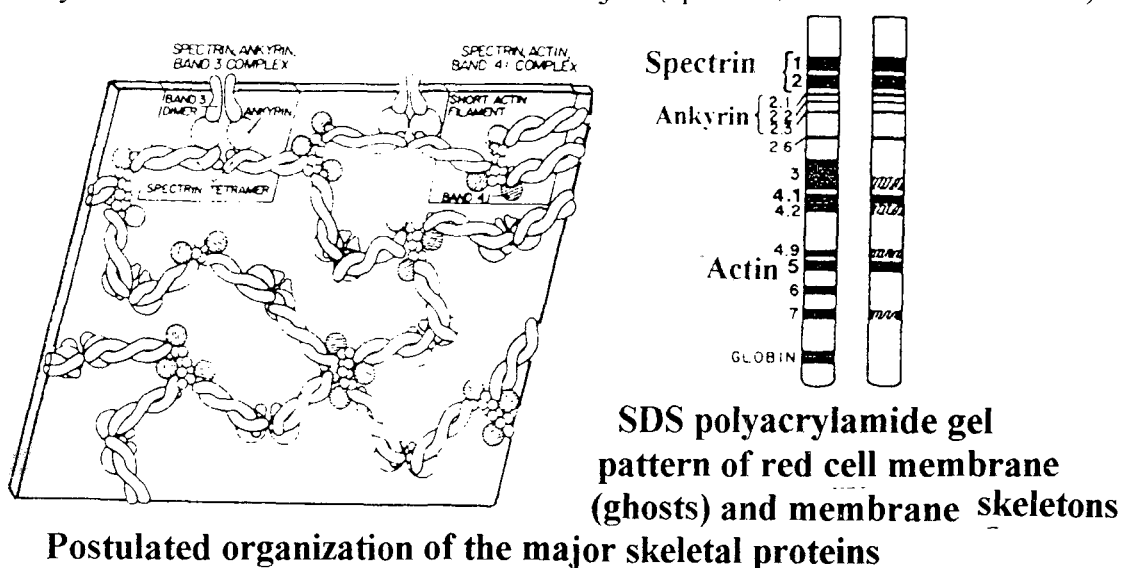 SPECTRIN, ANKYRIN,
BAND 3 COMPLEX
SPECTRIN, ACTIN,
BAND 4.1 COMPLEX
BAND 3
DIMER
ANKYRIN
SHORT ACTIN
FILAMENT
SPECTRIN TETRAMER
BAND 4.1
Spectrin
1
2
Ankyrin
2.1
2.2
2.3
2.6
3
4.1
4.2
4.9
Actin 5
6
7
GLOBIN
SDS polyacrylamide gel
pattern of red cell membrane
(ghosts) and membrane skeletons
Postulated organization of the major skeletal proteins